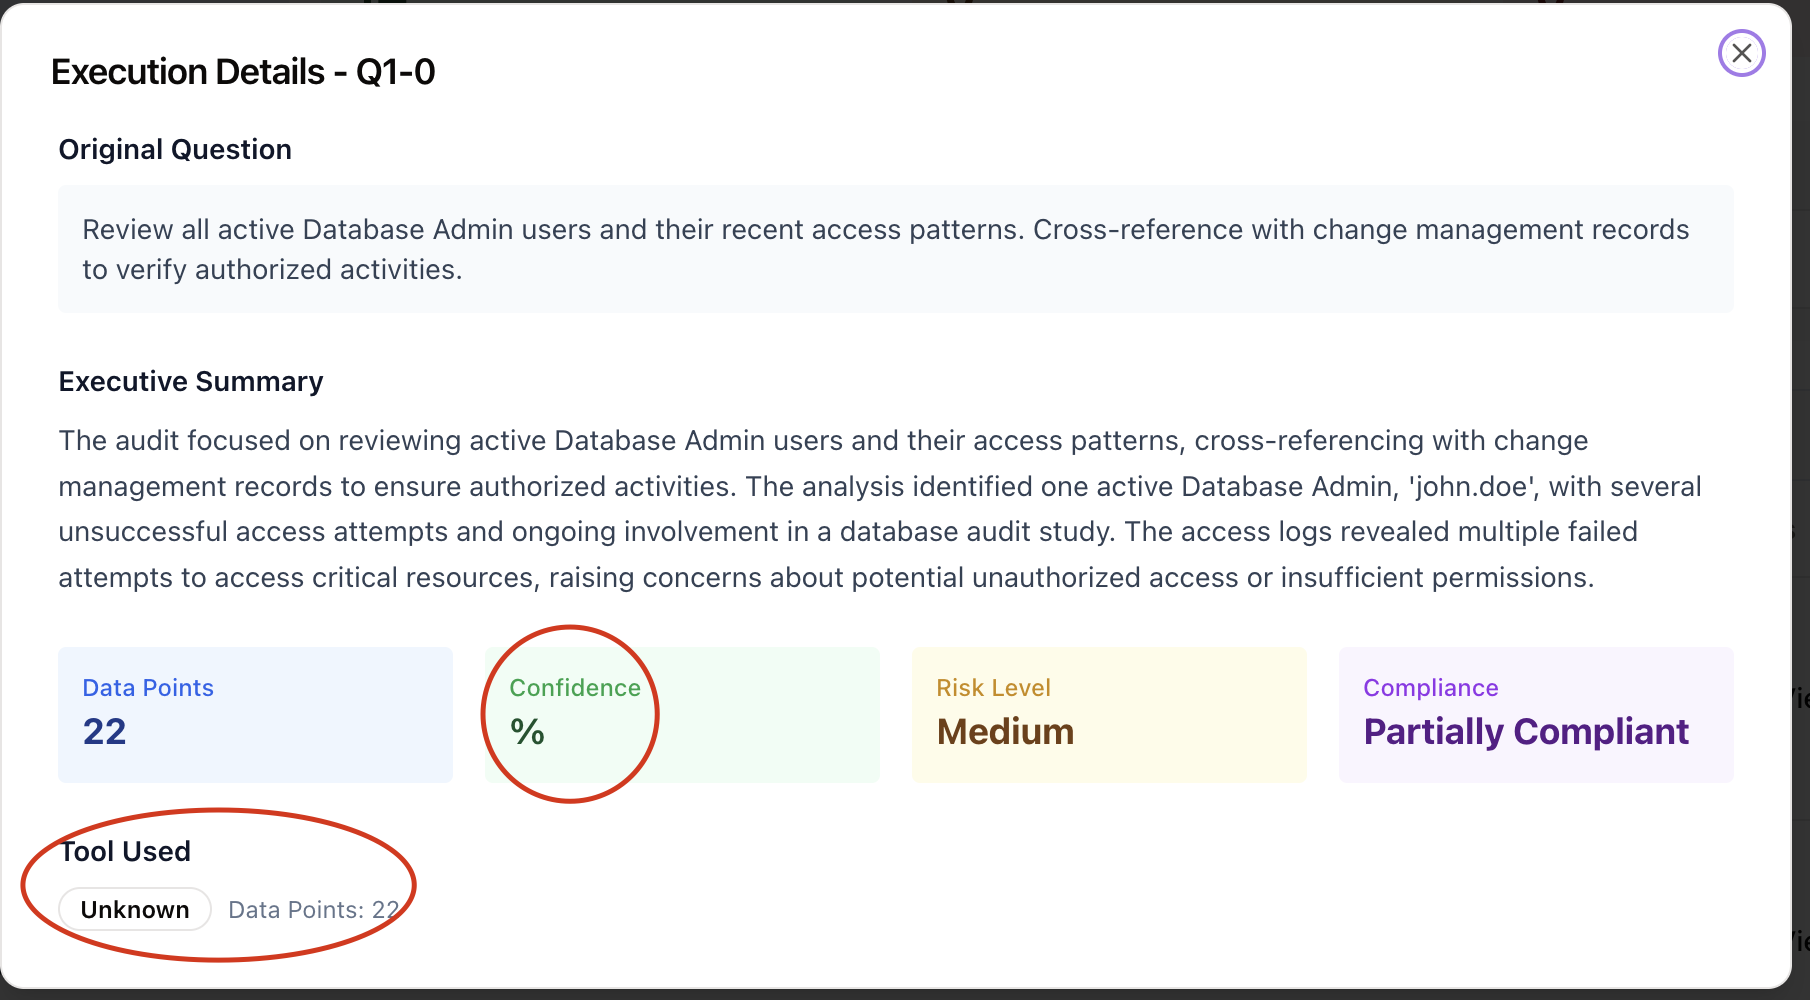 Execution Details - Q1-0
Original Question
Review all active Database Admin users and their recent access patterns. Cross-reference with change management records
to verify authorized activities.
Executive Summary
The audit focused on reviewing active Database Admin users and their access patterns, cross-referencing with change
management records to ensure authorized activities. The analysis identified one active Database Admin, 'john.doe', with several
unsuccessful access attempts and ongoing involvement in a database audit study. The access logs revealed multiple failed
attempts to access critical resources, raising concerns about potential unauthorized access or insufficient permissions.
Data Points
22
Confidence
%
Risk Level
Medium
Compliance
Partially Compliant
Tool Used
Unknown Data Points: 22